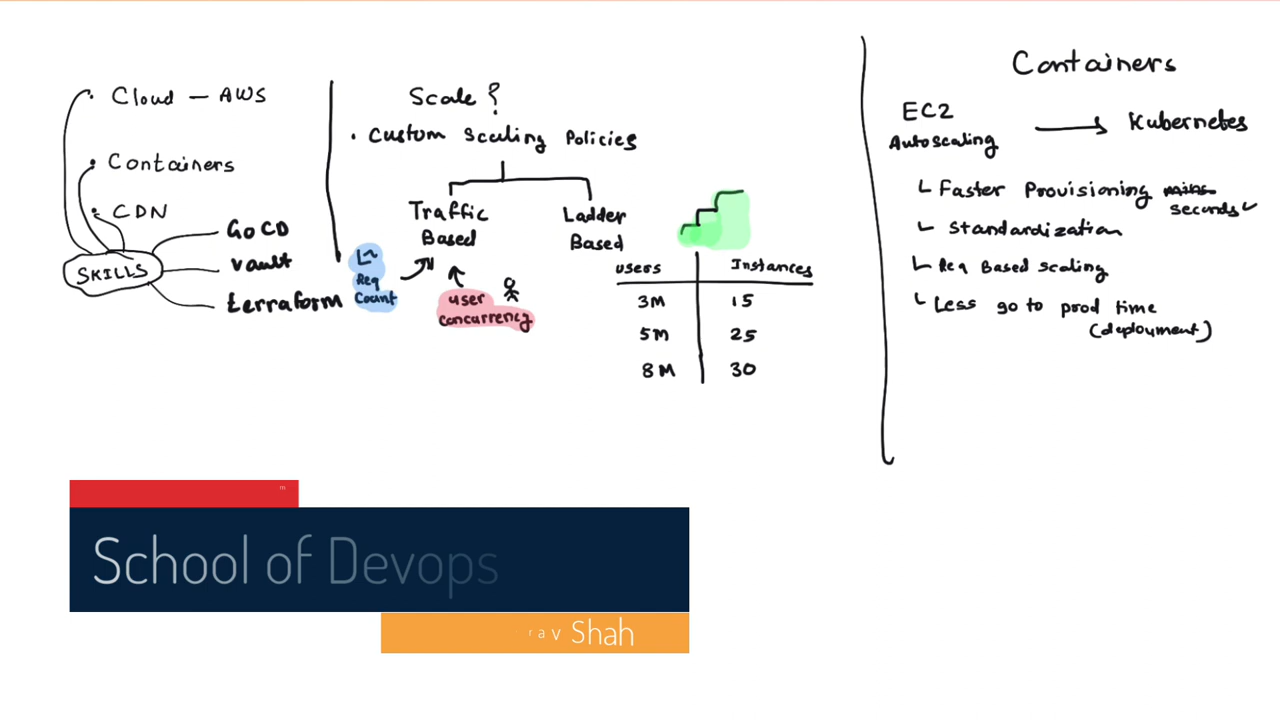 Cloud — AWS
Containers
CDN
SKILLS
GoCD
Vault
terraform
Scale?
• Custom Scaling Policies
Traffic
Based
Ladder
Based
Req
Count
user
concurrency
users Instances
3M 15
5M 25
8M 30
Containers
EC2
Autoscaling
Kubernetes
Faster Provisioning mins
seconds
Standardization
Req Based scaling
Less go to prod time
(deployment)
m
School of Devops
rav Shah